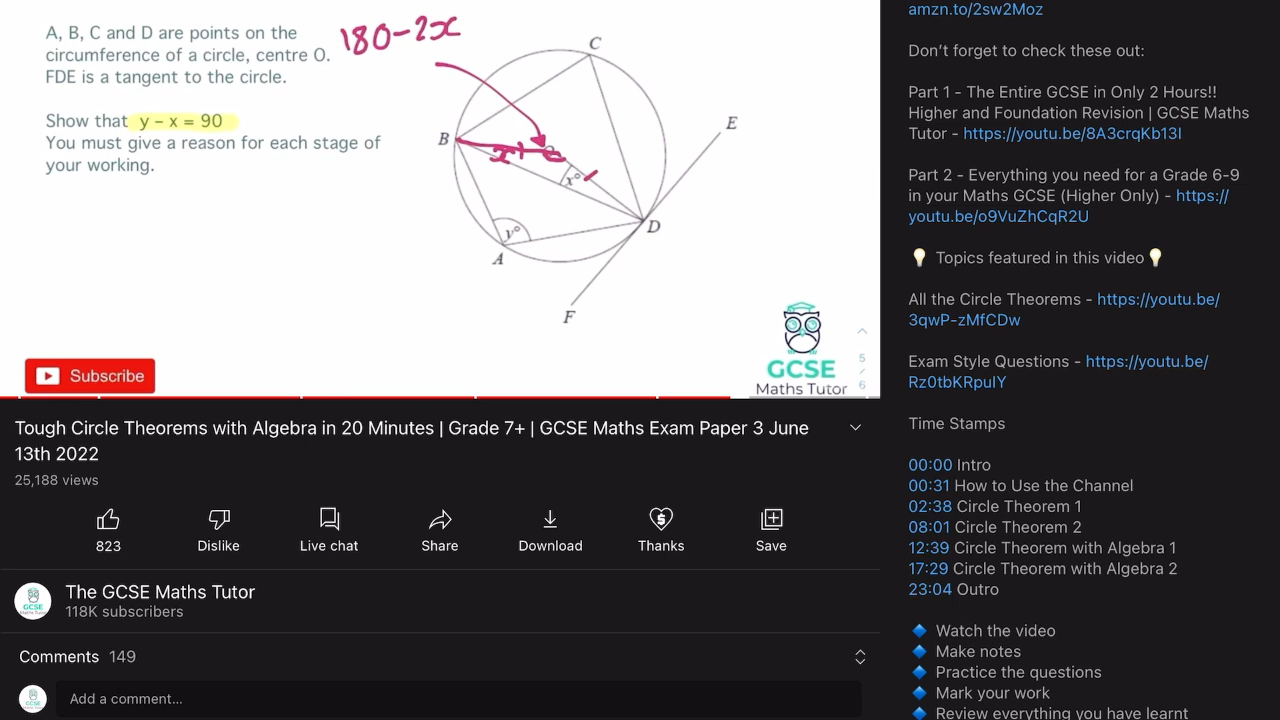 A, B, C and D are points on the
circumference of a circle, centre O.
FDE is a tangent to the circle.
180-2x
Show that y – x = 90
You must give a reason for each stage of
your working.
C
B
E
D
A
F
x
x°
y°
GCSE
Maths Tutor
5
/
6
Subscribe
Tough Circle Theorems with Algebra in 20 Minutes | Grade 7+ | GCSE Maths Exam Paper 3 June
13th 2022
25,188 views
823
Dislike
Live chat
Share
Download
Thanks
Save
The GCSE Maths Tutor
118K subscribers
Comments 149
Add a comment...
amzn.to/2sw2Moz
Don't forget to check these out:
Part 1 - The Entire GCSE in Only 2 Hours!!
Higher and Foundation Revision | GCSE Maths
Tutor - https://youtu.be/8A3crqKb13I
Part 2 - Everything you need for a Grade 6-9
in your Maths GCSE (Higher Only) - https://
youtu.be/o9VuZhCqR2U
💡 Topics featured in this video💡
All the Circle Theorems - https://youtu.be/
3qwP-zMfCDw
Exam Style Questions - https://youtu.be/
Rz0tbKRpuIY
Time Stamps
00:00 Intro
00:31 How to Use the Channel
02:38 Circle Theorem 1
08:01 Circle Theorem 2
12:39 Circle Theorem with Algebra 1
17:29 Circle Theorem with Algebra 2
23:04 Outro
🔷 Watch the video
🔷 Make notes
🔷 Practice the questions
🔷 Mark your work
🔷 Review everything you have learnt